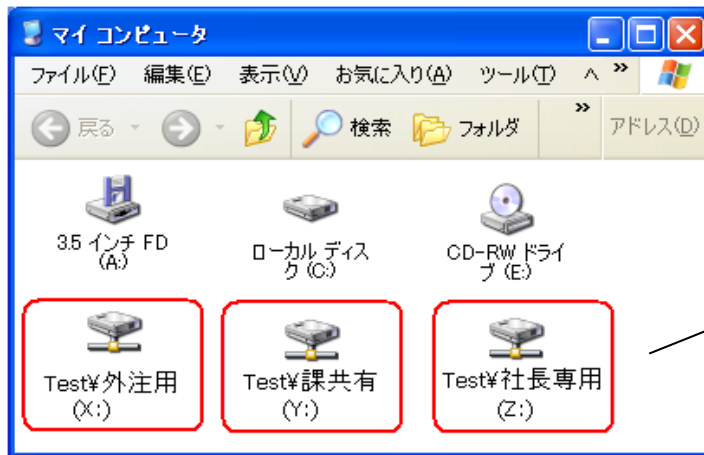 マイ コンピュータ
ファイル(F) 編集(E) 表示(V) お気に入り(A) ツール(T) ヘ »
戻る 検索 フォルダ » アドレス(D)
3.5 インチ FD
(A:)
ローカル ディス
ク (C:)
CD-RW ドライ
ブ (E:)
Test¥外注用
(X:)
Test¥課共有
(Y:)
Test¥社長専用
(Z:)